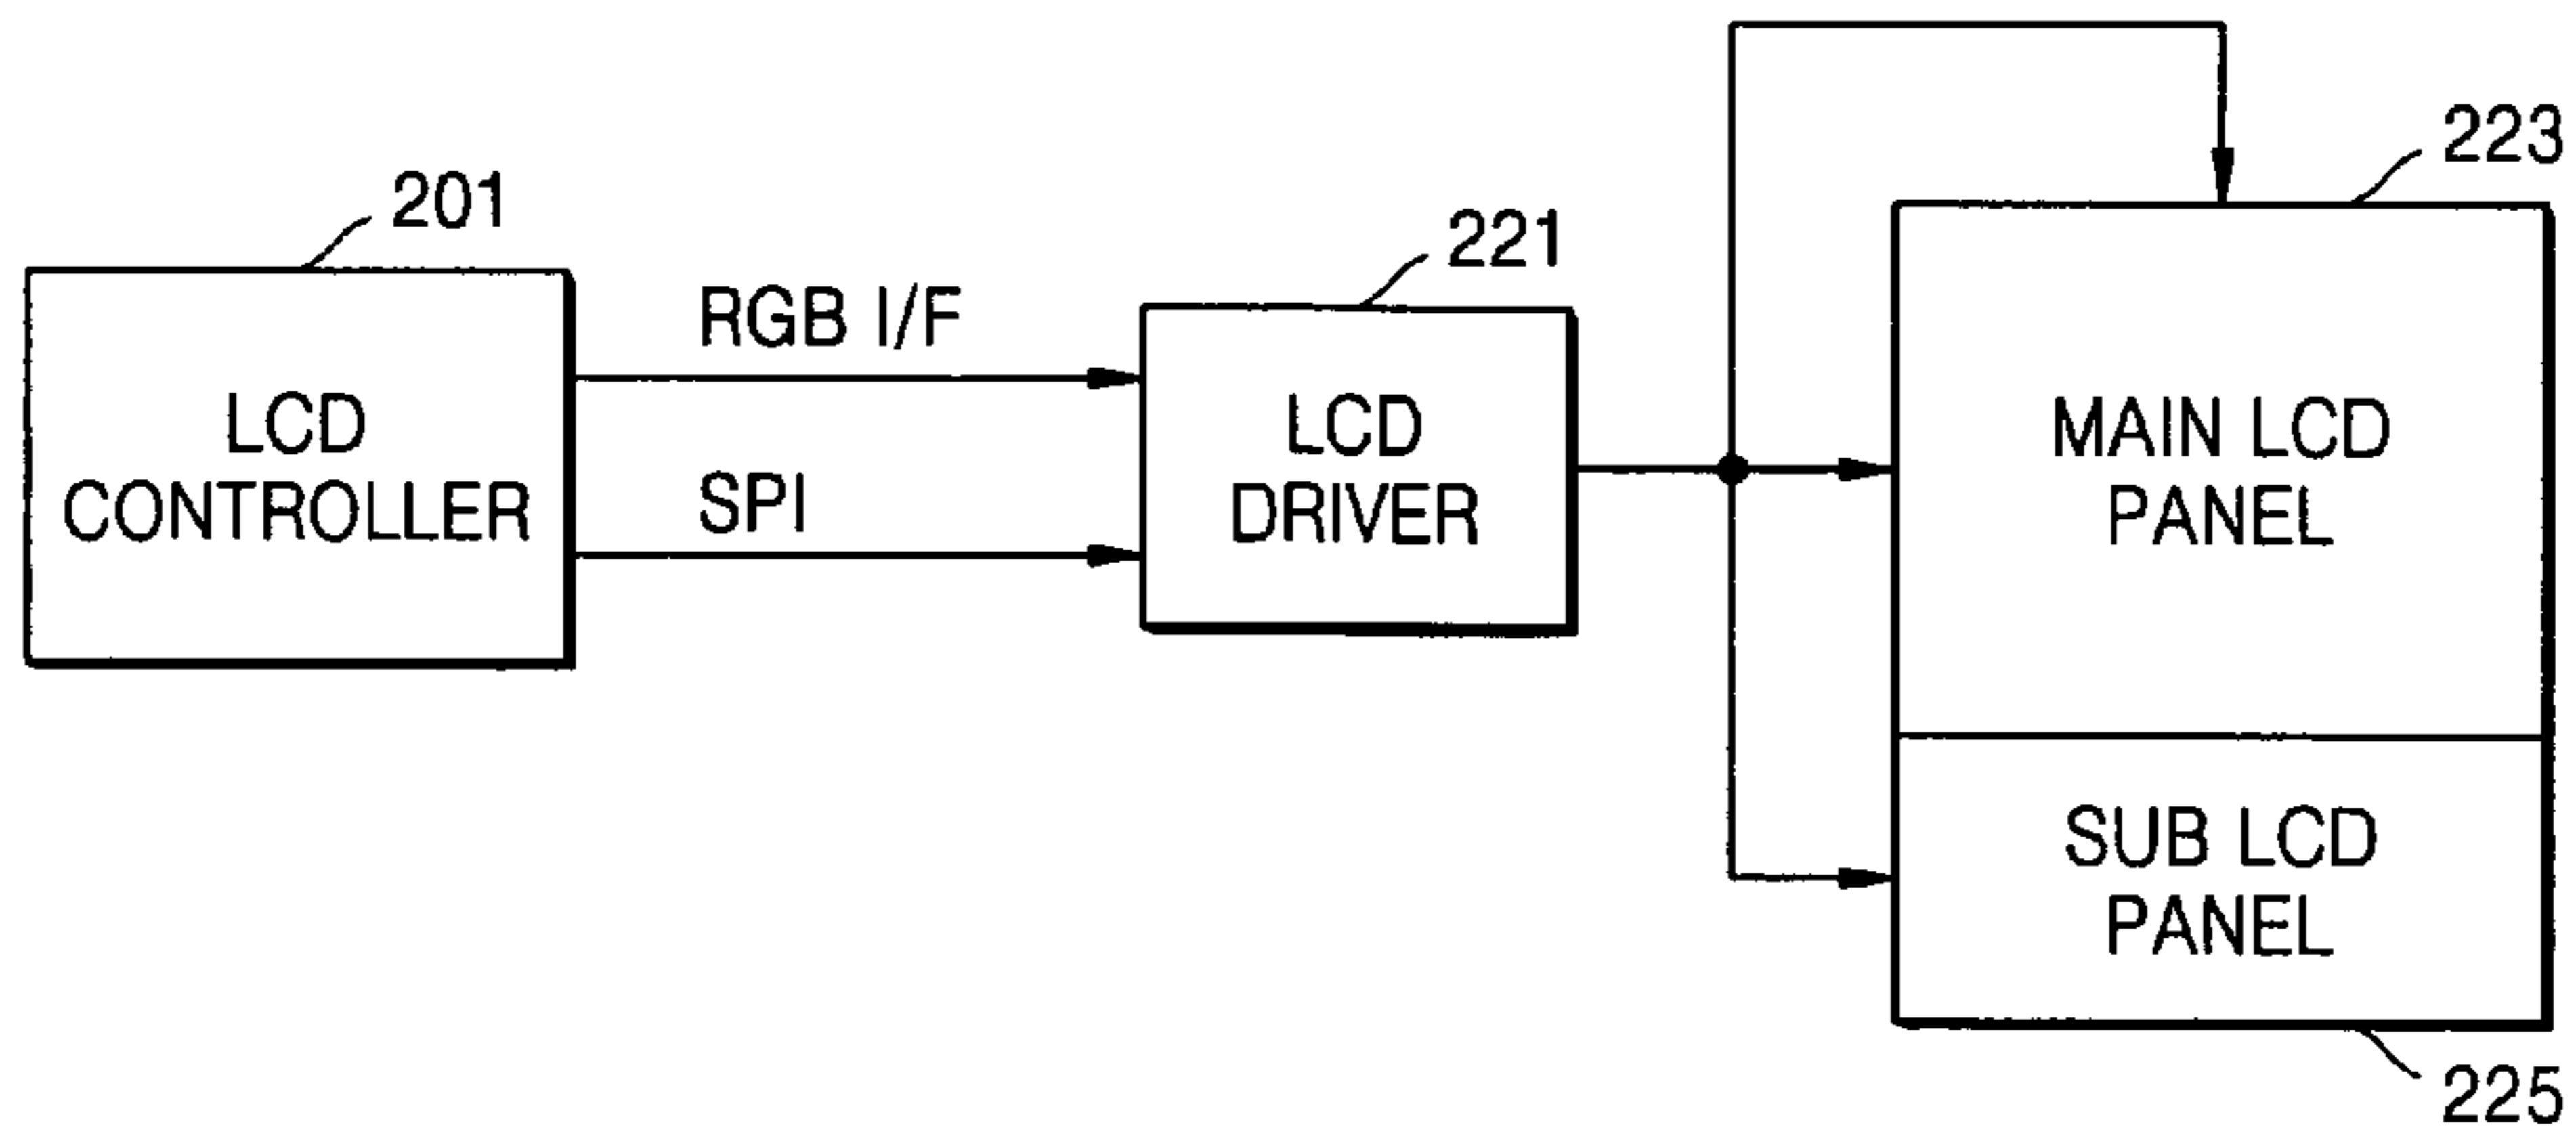 201
LCD
CONTROLLER
RGB I/F
SPI
221
LCD
DRIVER
223
MAIN LCD
PANEL
SUB LCD
PANEL
225